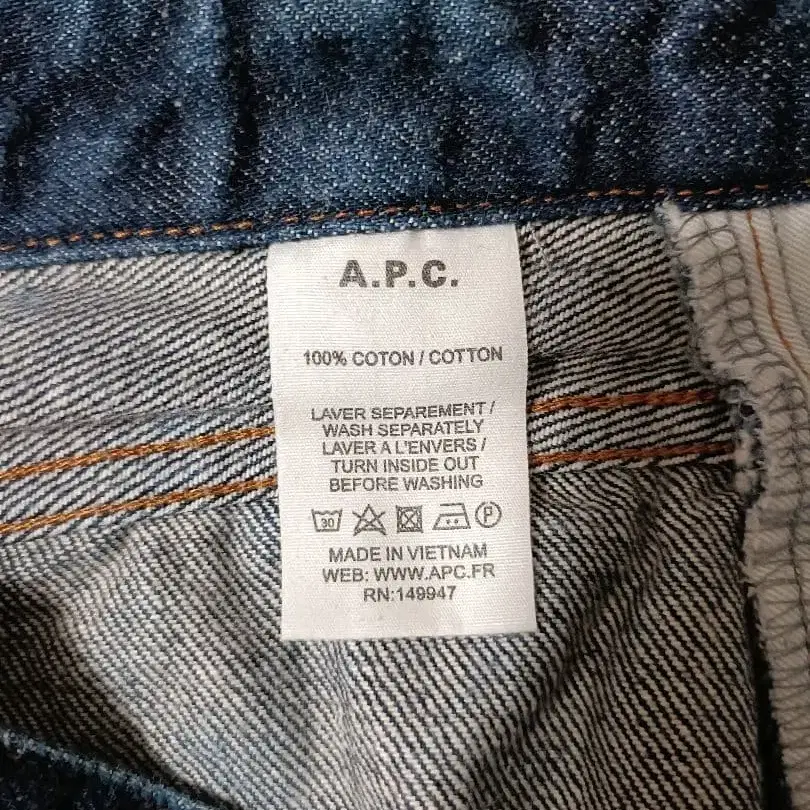 A.P.C.
100% COTON / COTTON
LAVER SEPAREMENT /
WASH SEPARATELY
LAVER A L'ENVERS /
TURN INSIDE OUT
BEFORE WASHING
30 P
MADE IN VIETNAM
WEB: WWW.APC.FR
RN:149947